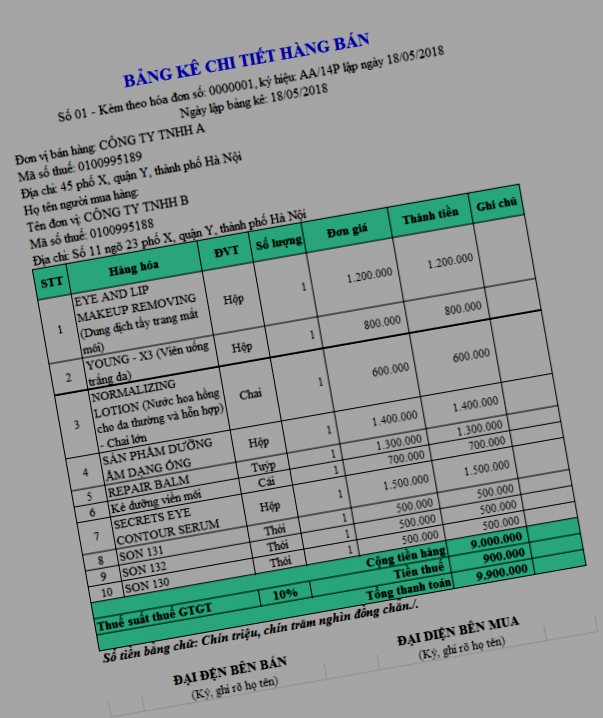 BẢNG KÊ CHI TIẾT HÀNG BÁN
Số 01 - Kèm theo hóa đơn số: 0000001, ký hiệu: AA/14P lập ngày 18/05/2018
Ngày lập bảng kê: 18/05/2018
Đơn vị bán hàng: CÔNG TY TNHH A
Mã số thuế: 0100995189
Địa chỉ: 45 phố X, quận Y, thành phố Hà Nội
Họ tên người mua hàng:
Tên đơn vị: CÔNG TY TNHH B
Mã số thuế: 0100995188
Địa chỉ: Số 11 ngõ 23 phố X, quận Y, thành phố Hà Nội
STT Hàng hóa ĐVT Số lượng Đơn giá Thành tiền Ghi chú
1 EYE AND LIP MAKEUP REMOVING (Dung dịch tẩy trang mắt môi) Hộp 1 1.200.000 1.200.000
2 YOUNG - X3 (Viên uống trắng da) Hộp 1 800.000 800.000
3 NORMALIZING LOTION (Nước hoa hồng cho da thường và hỗn hợp) - Chai lớn Chai 1 600.000 600.000
4 SẢN PHẨM DƯỠNG ẨM DẠNG ỐNG Hộp 1 1.400.000 1.400.000
5 REPAIR BALM Tuýp 1 1.300.000 1.300.000
6 Kẻ dưỡng viền môi Cái 1 700.000 700.000
7 SECRETS EYE CONTOUR SERUM Hộp 1 1.500.000 1.500.000
8 SON 131 Thỏi 1 500.000 500.000
9 SON 132 Thỏi 1 500.000 500.000
10 SON 130 Thỏi 1 500.000 500.000
Cộng tiền hàng 9.000.000
Thuế suất thuế GTGT 10% Tiền thuế 900.000
Tổng thanh toán 9.900.000
Số tiền bằng chữ: Chín triệu, chín trăm nghìn đồng chẵn./.
ĐẠI ĐIỆN BÊN BÁN ĐẠI DIỆN BÊN MUA
(Ký, ghi rõ họ tên) (Ký, ghi rõ họ tên)